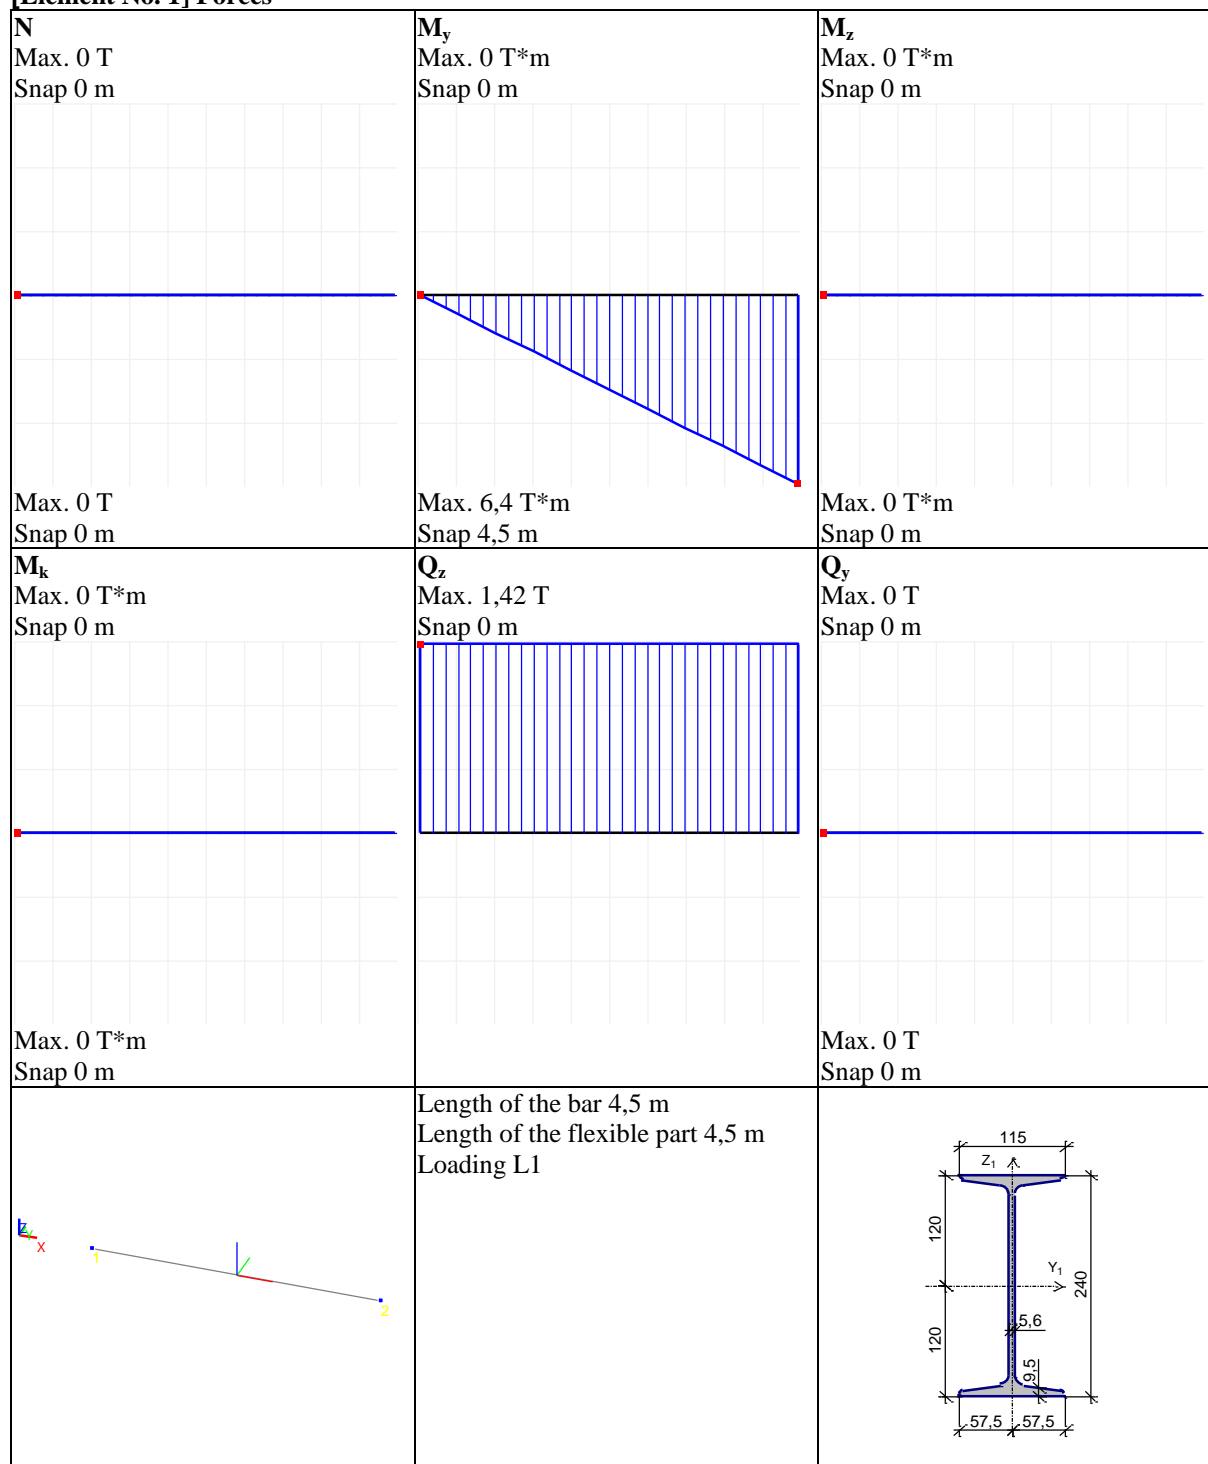 [Element No. 1] Forces
N
Max. 0 T
Snap 0 m
Max. 0 T
Snap 0 m
My
Max. 0 T*m
Snap 0 m
Max. 6,4 T*m
Snap 4,5 m
Mz
Max. 0 T*m
Snap 0 m
Max. 0 T*m
Snap 0 m
Mk
Max. 0 T*m
Snap 0 m
Max. 0 T*m
Snap 0 m
Qz
Max. 1,42 T
Snap 0 m
Qy
Max. 0 T
Snap 0 m
Max. 0 T
Snap 0 m
Z
Y
X
1
2
Length of the bar 4,5 m
Length of the flexible part 4,5 m
Loading L1
115
Z1
120
Y1
240
120
5,6
9,5
57,5
57,5